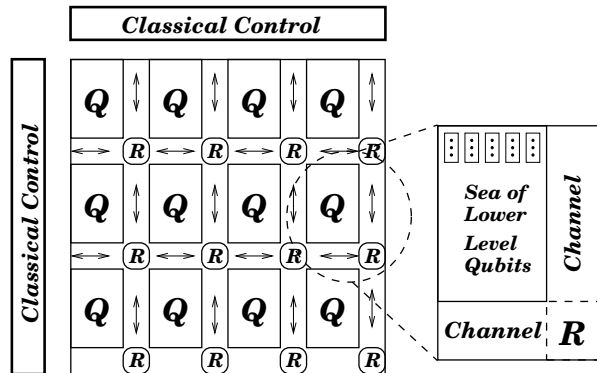 Classical Control
Classical Control
Q Q Q Q
R R R R
Q Q Q Q
R R R R
Q Q Q Q
R R R R
Sea of
Lower
Level
Qubits
Channel
Channel
R